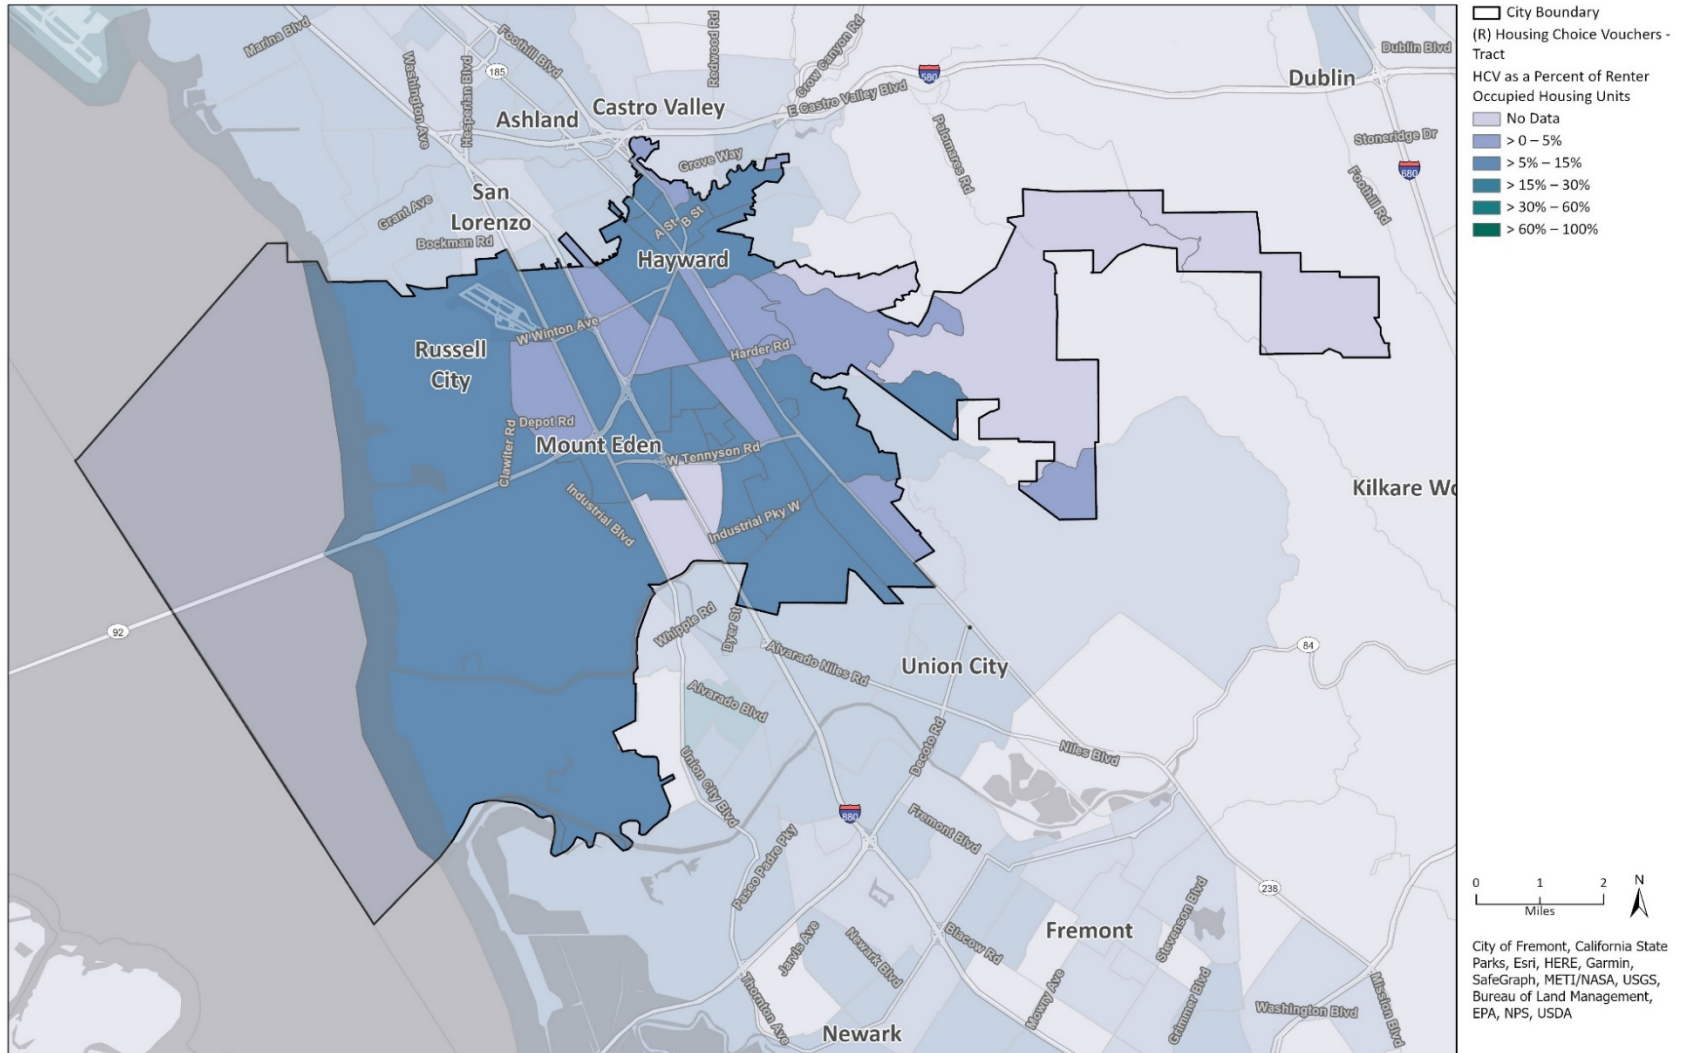 Marina Blvd
Washington Ave
Hesperian Blvd
Foothill Blvd
185
Redwood Rd
Crow Canyon Rd
E Castro Valley Blvd
580
Dublin
Dublin Blvd
Stoneridge Dr
680
Foothill Rd
Palomares Rd
Castro Valley
Ashland
Grove Way
San
Lorenzo
Grant Ave
Bockman Rd
A St
B St
Hayward
W Winton Ave
Russell
City
Harder Rd
Depot Rd
Clawiter Rd
Mount Eden
W Tennyson Rd
Industrial Blvd
Industrial Pky W
Kilkare Wo
92
Whipple Rd
Dyer St
Alvarado Niles Rd
Union City
84
Alvarado Blvd
Union City Blvd
Decoto Rd
Niles Blvd
880
Fremont Blvd
Paseo Padre Pky
238
Jarvis Ave
Newark Blvd
Blacow Rd
Fremont
Stevenson Blvd
Thornton Ave
Mowry Ave
Grimmer Blvd
Washington Blvd
Mission Blvd
Newark
City Boundary
(R) Housing Choice Vouchers -
Tract
HCV as a Percent of Renter
Occupied Housing Units
No Data
> 0 – 5%
> 5% – 15%
> 15% – 30%
> 30% – 60%
> 60% – 100%
0 1 2
Miles
N
City of Fremont, California State
Parks, Esri, HERE, Garmin,
SafeGraph, METI/NASA, USGS,
Bureau of Land Management,
EPA, NPS, USDA